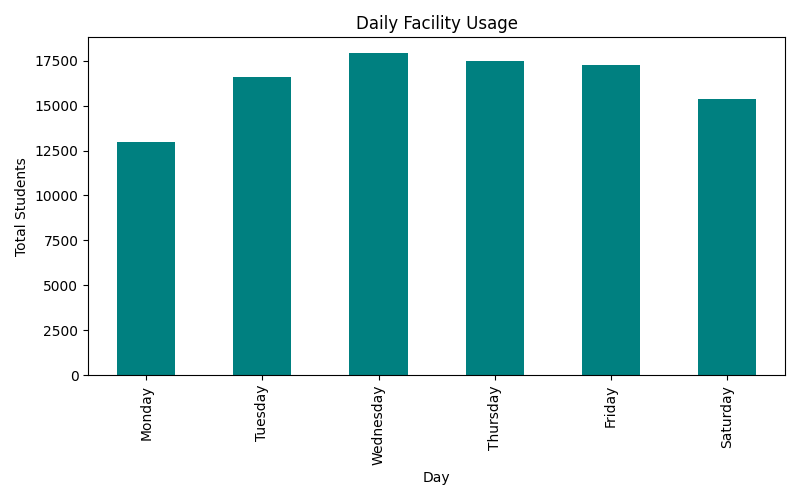 Daily Facility Usage
Total Students
17500
15000
12500
10000
7500
5000
2500
0
Monday
Tuesday
Wednesday
Thursday
Friday
Saturday
Day